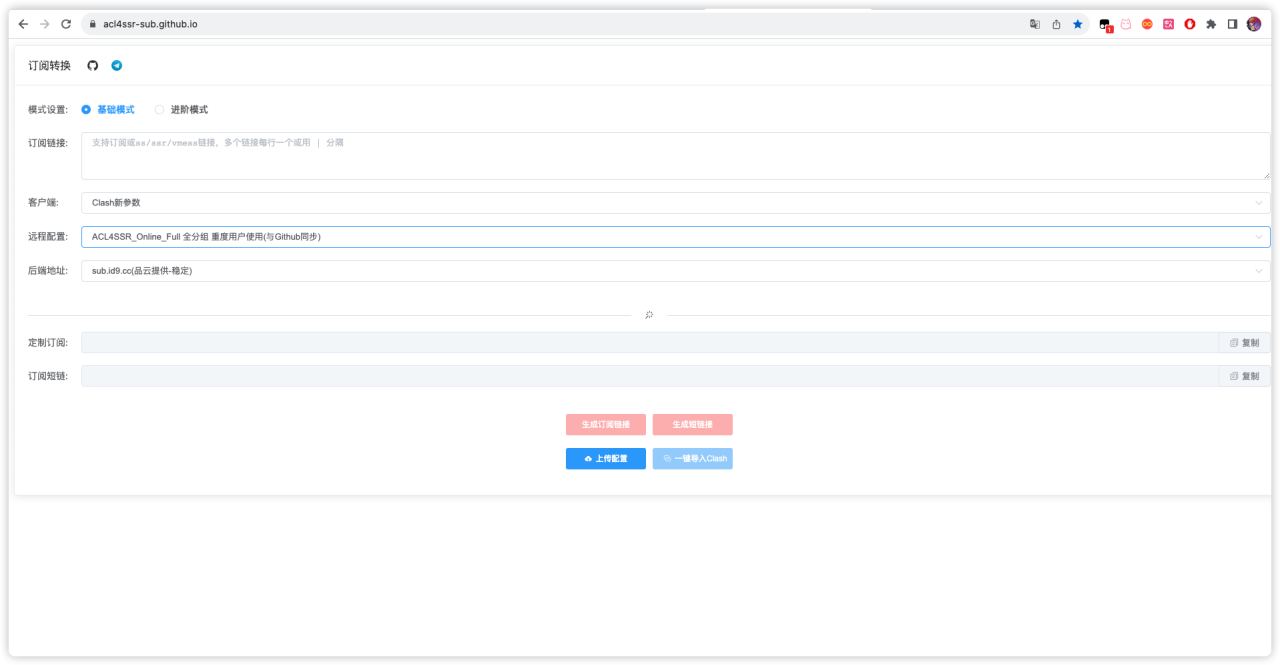 acl4ssr-sub.github.io
1
订阅转换
模式设置: 基础模式 进阶模式
订阅链接: 支持订阅或ss/ssr/vmess链接，多个链接每行一个或用 | 分隔
客户端: Clash新参数
远程配置: ACL4SSR_Online_Full 全分组 重度用户使用(与Github同步)
后端地址: sub.id9.cc(品云提供-稳定)
定制订阅: 复制
订阅短链: 复制
生成订阅链接 生成短链接
上传配置 一键导入Clash